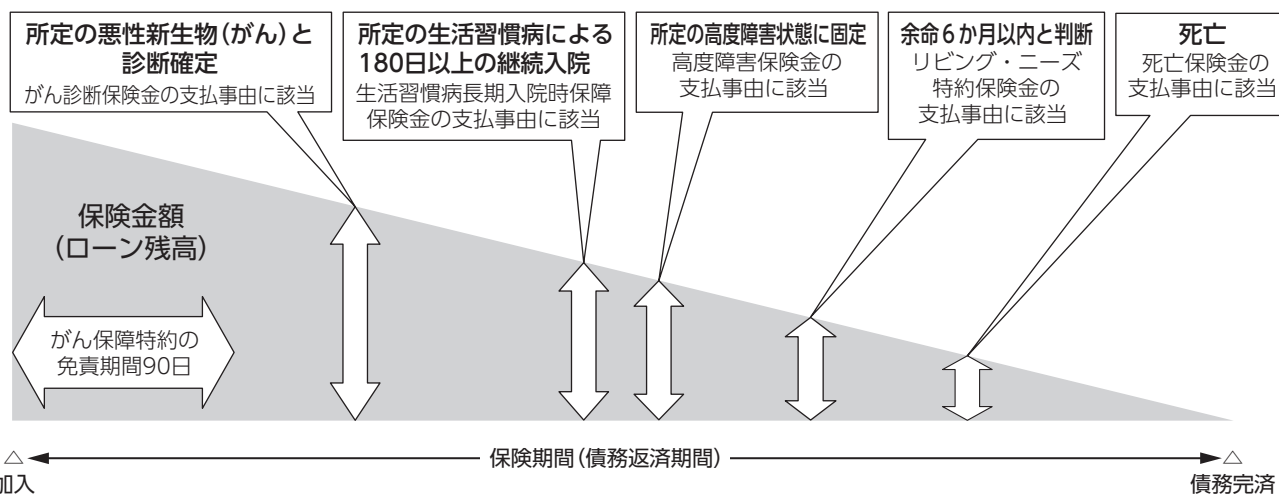 所定の悪性新生物(がん)と
診断確定
がん診断保険金の支払事由に該当
所定の生活習慣病による
180日以上の継続入院
生活習慣病長期入院時保障
保険金の支払事由に該当
所定の高度障害状態に固定
高度障害保険金の
支払事由に該当
余命6か月以内と判断
リビング・ニーズ
特約保険金の
支払事由に該当
死亡
死亡保険金の
支払事由に該当
保険金額
(ローン残高)
がん保障特約の
免責期間90日
保険期間(債務返済期間)
加入
債務完済